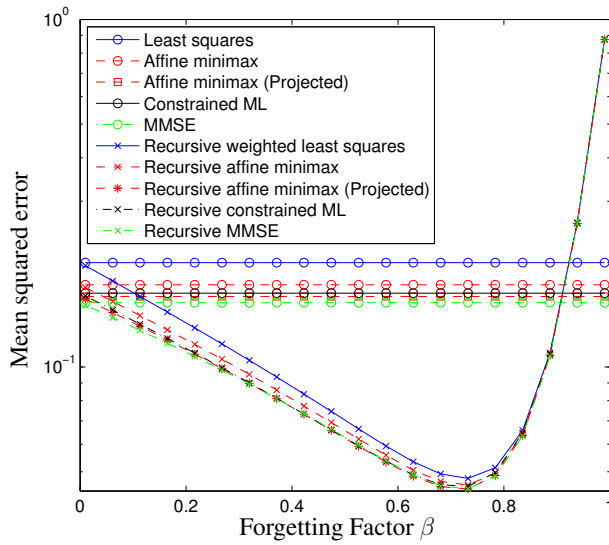 10^0
Least squares
Affine minimax
Affine minimax (Projected)
Constrained ML
MMSE
Recursive weighted least squares
Recursive affine minimax
Recursive affine minimax (Projected)
Recursive constrained ML
Recursive MMSE
Mean squared error
10^{-1}
0 0.2 0.4 0.6 0.8 1
Forgetting Factor β